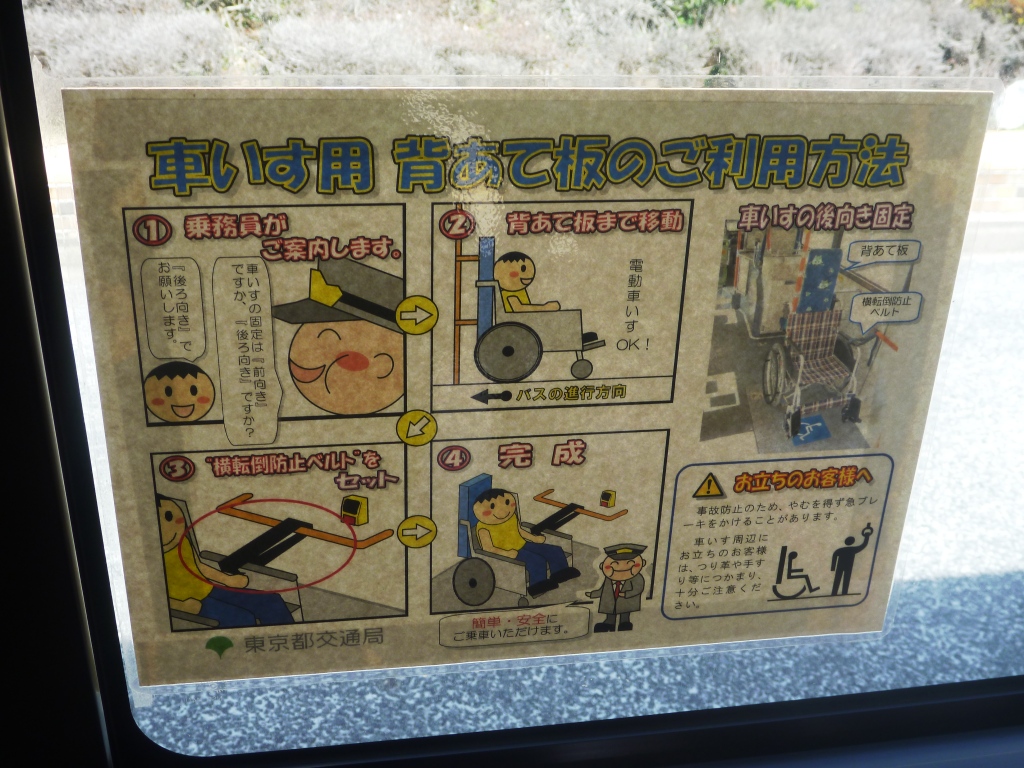 車いす用 背あて板のご利用方法
① 乗務員が
ご案内します。
車いすの固定は『前向き』
ですか、『後ろ向き』ですか?
『後ろ向き』で
お願いします。
② 背あて板まで移動
電動車いす
OK!
バスの進行方向
③ "横転倒防止ベルト"を
セット
④ 完成
簡単・安全に
ご乗車いただけます。
東京都交通局
車いすの後向き固定
背あて板
横転倒防止
ベルト
お立ちのお客様へ
事故防止のため、やむを得ず急ブレ
ーキをかけることがあります。
車いす周辺に
お立ちのお客様
は、つり革や手す
り等につかまり、
十分ご注意くだ
さい。